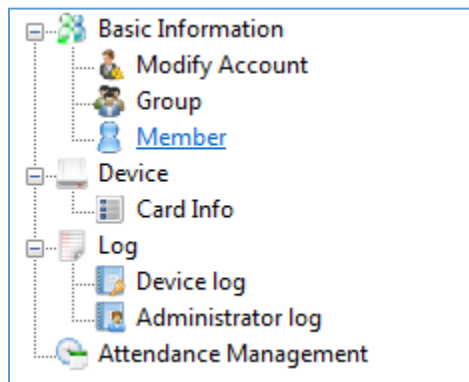 Basic Information
Modify Account
Group
Member
Device
Card Info
Log
Device log
Administrator log
Attendance Management